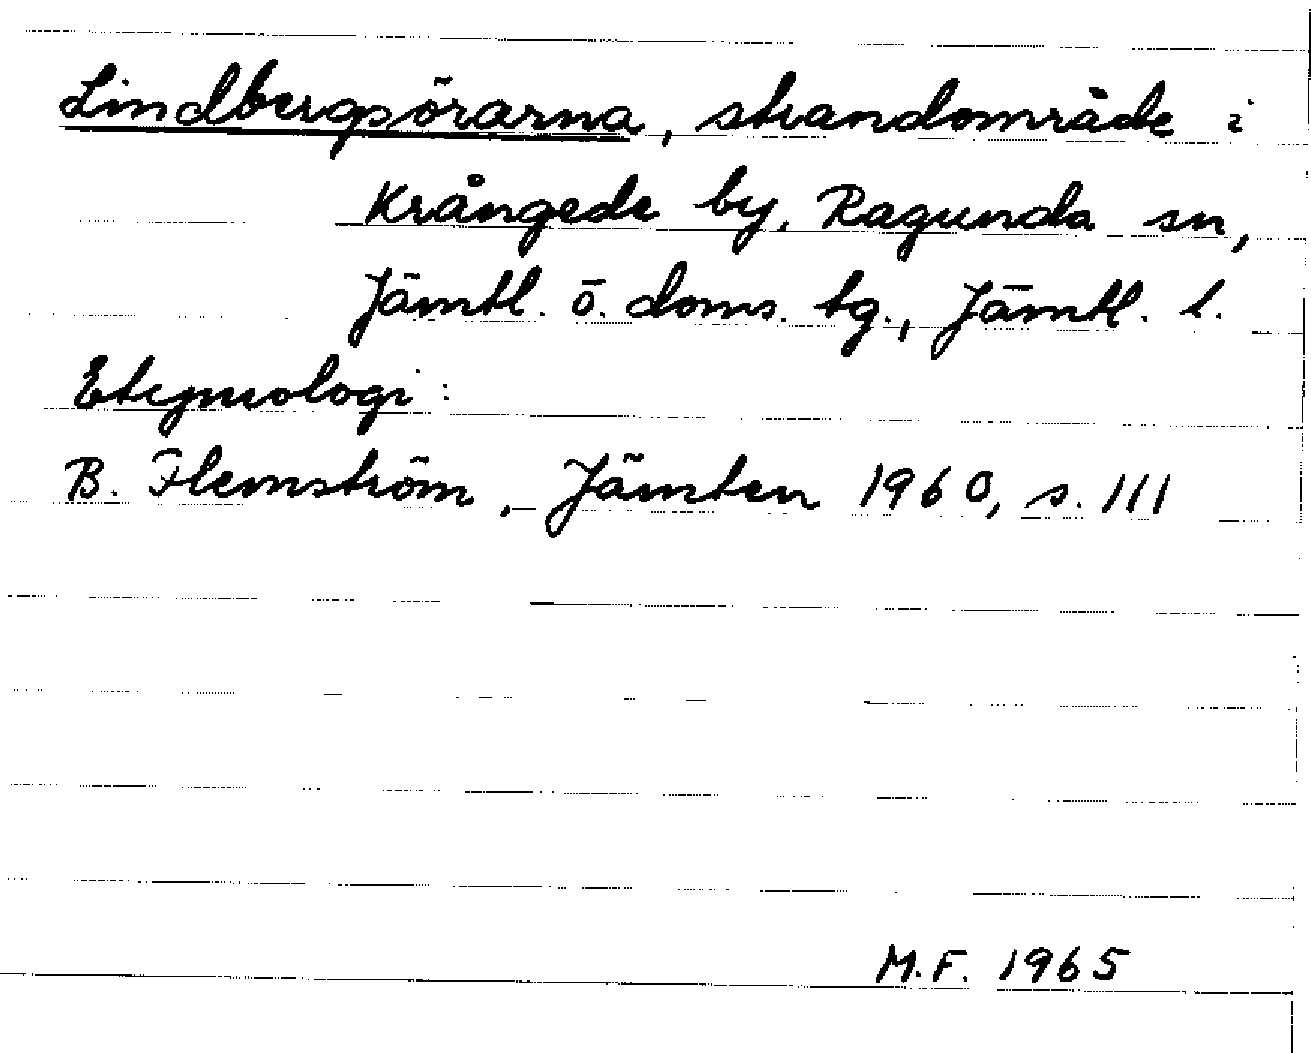 Lindbergsörarna, strandområde i
Krångede by, Ragunda sn,
Jämtl. ö. doms. tg., Jämtl. l.
Etymologi:
B. Flemström, Jämten 1960, s. 111
M.F. 1965